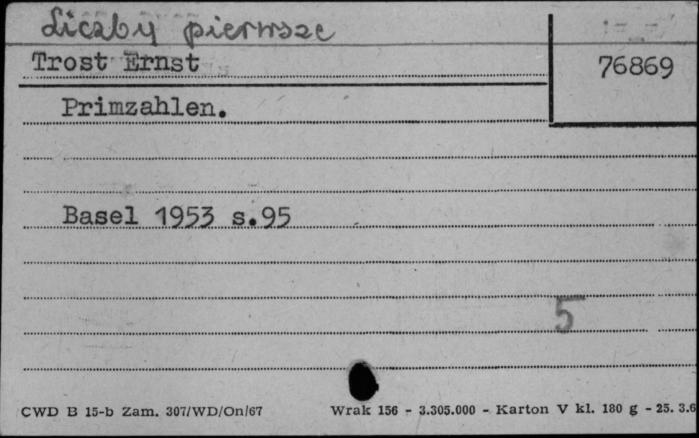 Liczby pierwsze
Trost Ernst
76869
Primzahlen.
Basel 1953 s.95
5
CWD B 15-b Zam. 307/WD/On/67 Wrak 156 - 3.305.000 - Karton V kl. 180 g - 25. 3.6